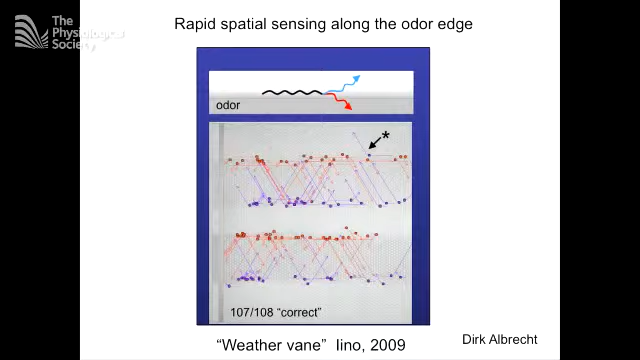 The
Physiological
Society
Rapid spatial sensing along the odor edge
odor
*
107/108 “correct”
“Weather vane” Iino, 2009
Dirk Albrecht